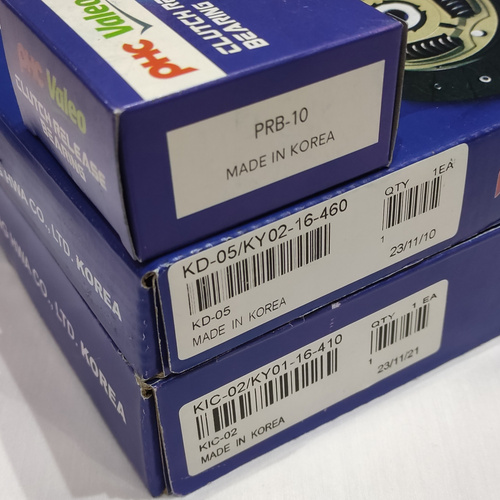 PHC Valeo
CLUTCH RELEASE
BEARING
PHC Valeo
CLUTCH RE
BEARING
PRB-10
MADE IN KOREA
CO., LTD. KOREA
KD-05/KY02-16-460
KD-05
MADE IN KOREA
QTY 1EA
1
23/11/10
CO., LTD. KOREA
KIC-02/KY01-16-410
KIC-02
MADE IN KOREA
QTY 1 EA
1
23/11/21